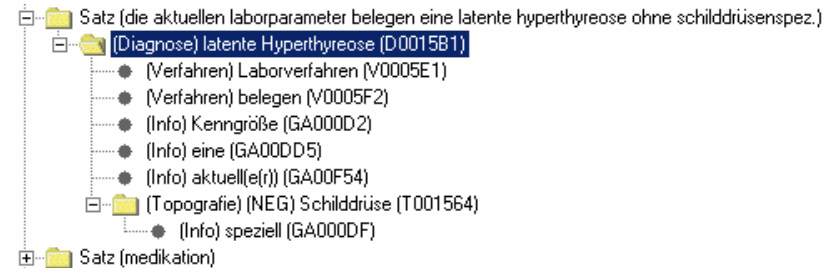 Satz (die aktuellen laborparameter belegen eine latente hyperthyreose ohne schilddrüsenspez.)
(Diagnose) latente Hyperthyreose (D0015B1)
(Verfahren) Laborverfahren (V0005E1)
(Verfahren) belegen (V0005F2)
(Info) Kenngröße (GA000D2)
(Info) eine (GA00DD5)
(Info) aktuell(e(r)) (GA00F54)
(Topografie) (NEG) Schilddrüse (T001564)
(Info) speziell (GA000DF)
Satz (medikation)